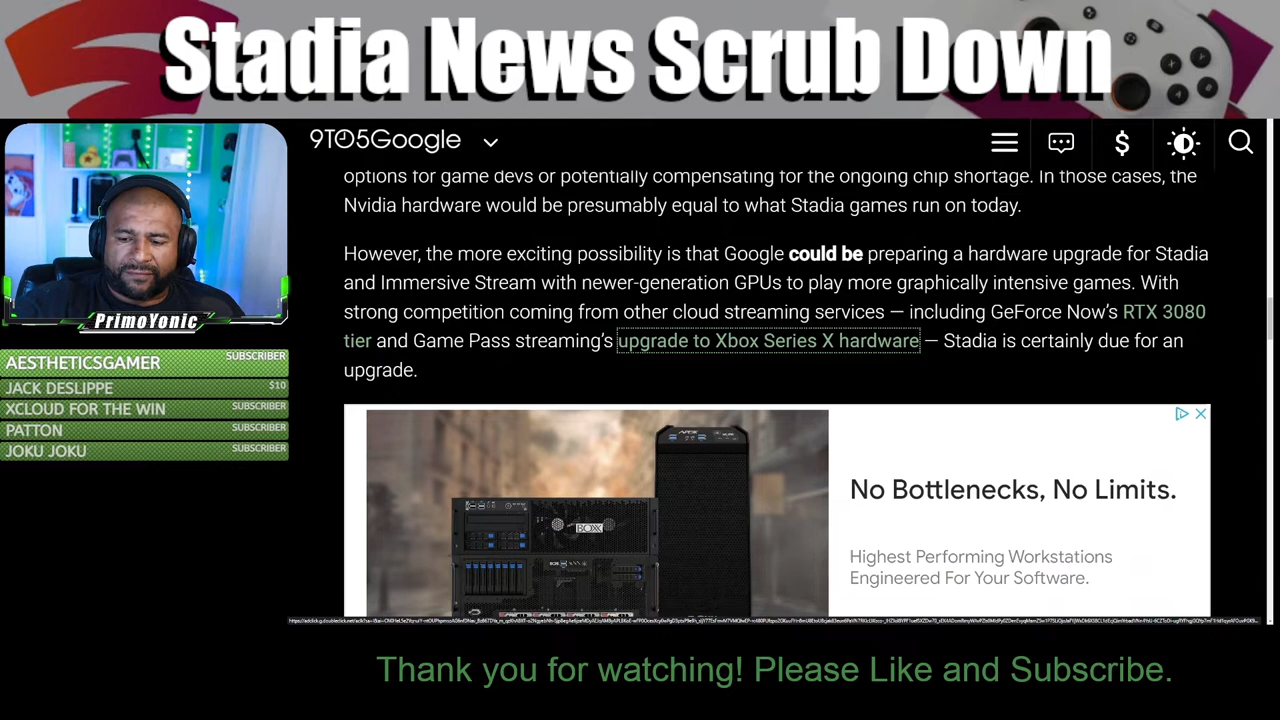 Stadia News Scrub Down
9TO5Google
options for game devs or potentially compensating for the ongoing chip shortage. In those cases, the
Nvidia hardware would be presumably equal to what Stadia games run on today.
However, the more exciting possibility is that Google could be preparing a hardware upgrade for Stadia
and Immersive Stream with newer-generation GPUs to play more graphically intensive games. With
strong competition coming from other cloud streaming services — including GeForce Now's RTX 3080
tier and Game Pass streaming's upgrade to Xbox Series X hardware — Stadia is certainly due for an
upgrade.
PrimoYonic
AESTHETICSGAMER SUBSCRIBER
JACK DESLIPPE $10
XCLOUD FOR THE WIN SUBSCRIBER
PATTON SUBSCRIBER
JOKU JOKU SUBSCRIBER
BOXX
No Bottlenecks, No Limits.
Highest Performing Workstations
Engineered For Your Software.
Thank you for watching! Please Like and Subscribe.